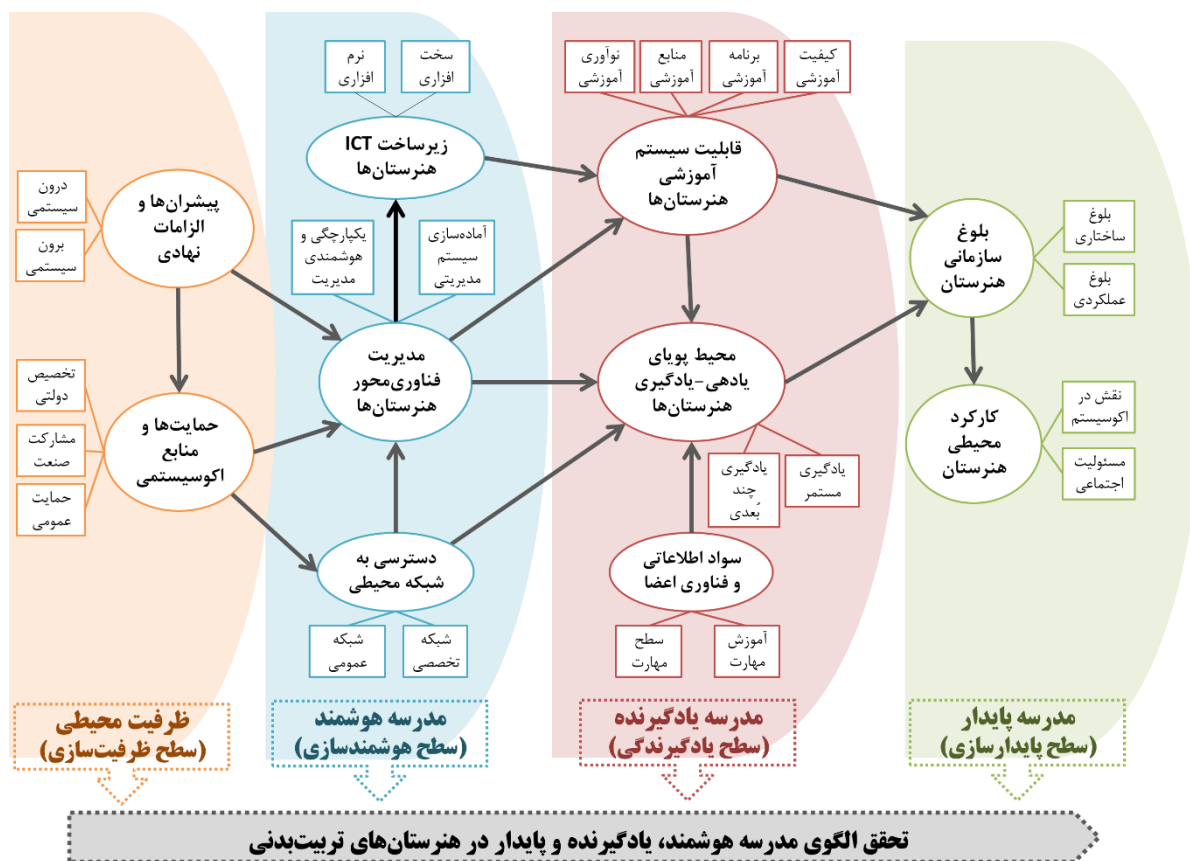 درون
سیستمی
برون
سیستمی
پیشران‌ها و
الزامات
نهادی
تخصیص
دولتی
مشارکت
صنعت
حمایت
عمومی
حمایت‌ها و
منابع
اکوسیستمی
نرم
افزاری
سخت
افزاری
زیرساخت ICT
هنرستان‌ها
یکپارچگی و
هوشمندی
مدیریت
آماده‌سازی
سیستم
مدیریتی
مدیریت
فناوری‌محور
هنرستان‌ها
دسترسی به
شبکه محیطی
شبکه
عمومی
شبکه
تخصصی
نوآوری
آموزشی
منابع
آموزشی
برنامه
آموزشی
کیفیت
آموزشی
قابلیت سیستم
آموزشی
هنرستان‌ها
محیط پویای
یادهی-یادگیری
هنرستان‌ها
یادگیری
چند
بُعدی
یادگیری
مستمر
سواد اطلاعاتی
و فناوری اعضا
سطح
مهارت
آموزش
مهارت
بلوغ
سازمانی
هنرستان
بلوغ
ساختاری
بلوغ
عملکردی
کارکرد
محیطی
هنرستان
نقش در
اکوسیستم
مسئولیت
اجتماعی
ظرفیت محیطی
(سطح ظرفیت‌سازی)
مدرسه هوشمند
(سطح هوشمندسازی)
مدرسه یادگیرنده
(سطح یادگیرندگی)
مدرسه پایدار
(سطح پایدارسازی)
تحقق الگوی مدرسه هوشمند، یادگیرنده و پایدار در هنرستان‌های تربیت‌بدنی